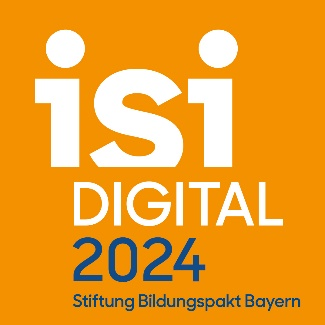 isi
DIGITAL
2024
Stiftung Bildungspakt Bayern